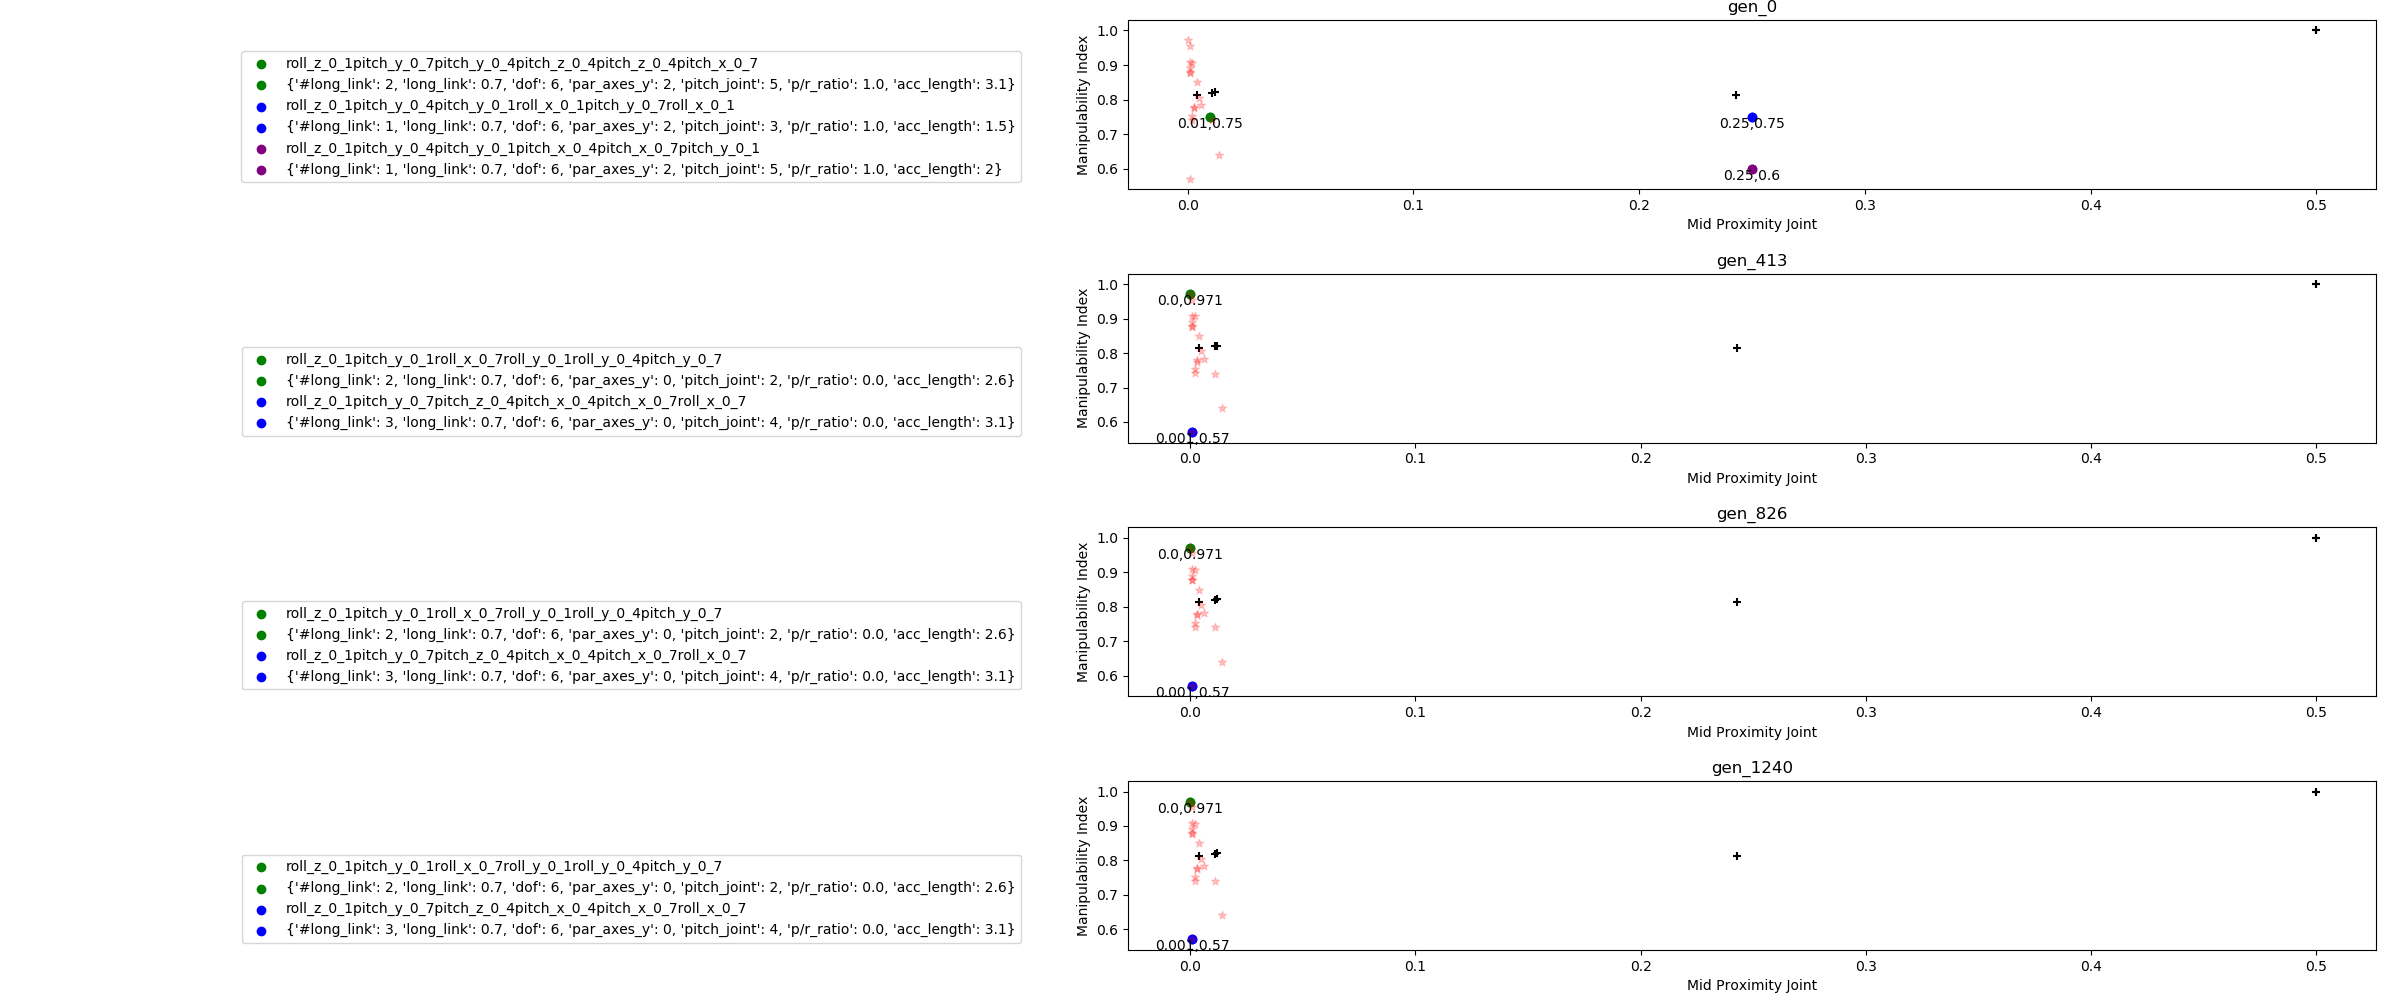 gen_0
roll_z_0_1pitch_y_0_7pitch_y_0_4pitch_z_0_4pitch_z_0_4pitch_x_0_7
{'#long_link': 2, 'long_link': 0.7, 'dof': 6, 'par_axes_y': 2, 'pitch_joint': 5, 'p/r_ratio': 1.0, 'acc_length': 3.1}
roll_z_0_1pitch_y_0_4pitch_y_0_1roll_x_0_1pitch_y_0_7roll_x_0_1
{'#long_link': 1, 'long_link': 0.7, 'dof': 6, 'par_axes_y': 2, 'pitch_joint': 3, 'p/r_ratio': 1.0, 'acc_length': 1.5}
roll_z_0_1pitch_y_0_4pitch_y_0_1pitch_x_0_4pitch_x_0_7pitch_y_0_1
{'#long_link': 1, 'long_link': 0.7, 'dof': 6, 'par_axes_y': 2, 'pitch_joint': 5, 'p/r_ratio': 1.0, 'acc_length': 2}
Manipulability Index
1.0
0.9
0.8
0.7
0.6
0.01,0.75
0.25,0.75
0.25,0.6
0.0 0.1 0.2 0.3 0.4 0.5
Mid Proximity Joint
gen_413
roll_z_0_1pitch_y_0_1roll_x_0_7roll_y_0_1roll_y_0_4pitch_y_0_7
{'#long_link': 2, 'long_link': 0.7, 'dof': 6, 'par_axes_y': 0, 'pitch_joint': 2, 'p/r_ratio': 0.0, 'acc_length': 2.6}
roll_z_0_1pitch_y_0_7pitch_z_0_4pitch_x_0_4pitch_x_0_7roll_x_0_7
{'#long_link': 3, 'long_link': 0.7, 'dof': 6, 'par_axes_y': 0, 'pitch_joint': 4, 'p/r_ratio': 0.0, 'acc_length': 3.1}
Manipulability Index
1.0
0.9
0.8
0.7
0.6
0.0,0.971
0.001,0.57
0.0 0.1 0.2 0.3 0.4 0.5
Mid Proximity Joint
gen_826
roll_z_0_1pitch_y_0_1roll_x_0_7roll_y_0_1roll_y_0_4pitch_y_0_7
{'#long_link': 2, 'long_link': 0.7, 'dof': 6, 'par_axes_y': 0, 'pitch_joint': 2, 'p/r_ratio': 0.0, 'acc_length': 2.6}
roll_z_0_1pitch_y_0_7pitch_z_0_4pitch_x_0_4pitch_x_0_7roll_x_0_7
{'#long_link': 3, 'long_link': 0.7, 'dof': 6, 'par_axes_y': 0, 'pitch_joint': 4, 'p/r_ratio': 0.0, 'acc_length': 3.1}
Manipulability Index
1.0
0.9
0.8
0.7
0.6
0.0,0.971
0.001,0.57
0.0 0.1 0.2 0.3 0.4 0.5
Mid Proximity Joint
gen_1240
roll_z_0_1pitch_y_0_1roll_x_0_7roll_y_0_1roll_y_0_4pitch_y_0_7
{'#long_link': 2, 'long_link': 0.7, 'dof': 6, 'par_axes_y': 0, 'pitch_joint': 2, 'p/r_ratio': 0.0, 'acc_length': 2.6}
roll_z_0_1pitch_y_0_7pitch_z_0_4pitch_x_0_4pitch_x_0_7roll_x_0_7
{'#long_link': 3, 'long_link': 0.7, 'dof': 6, 'par_axes_y': 0, 'pitch_joint': 4, 'p/r_ratio': 0.0, 'acc_length': 3.1}
Manipulability Index
1.0
0.9
0.8
0.7
0.6
0.0,0.971
0.001,0.57
0.0 0.1 0.2 0.3 0.4 0.5
Mid Proximity Joint